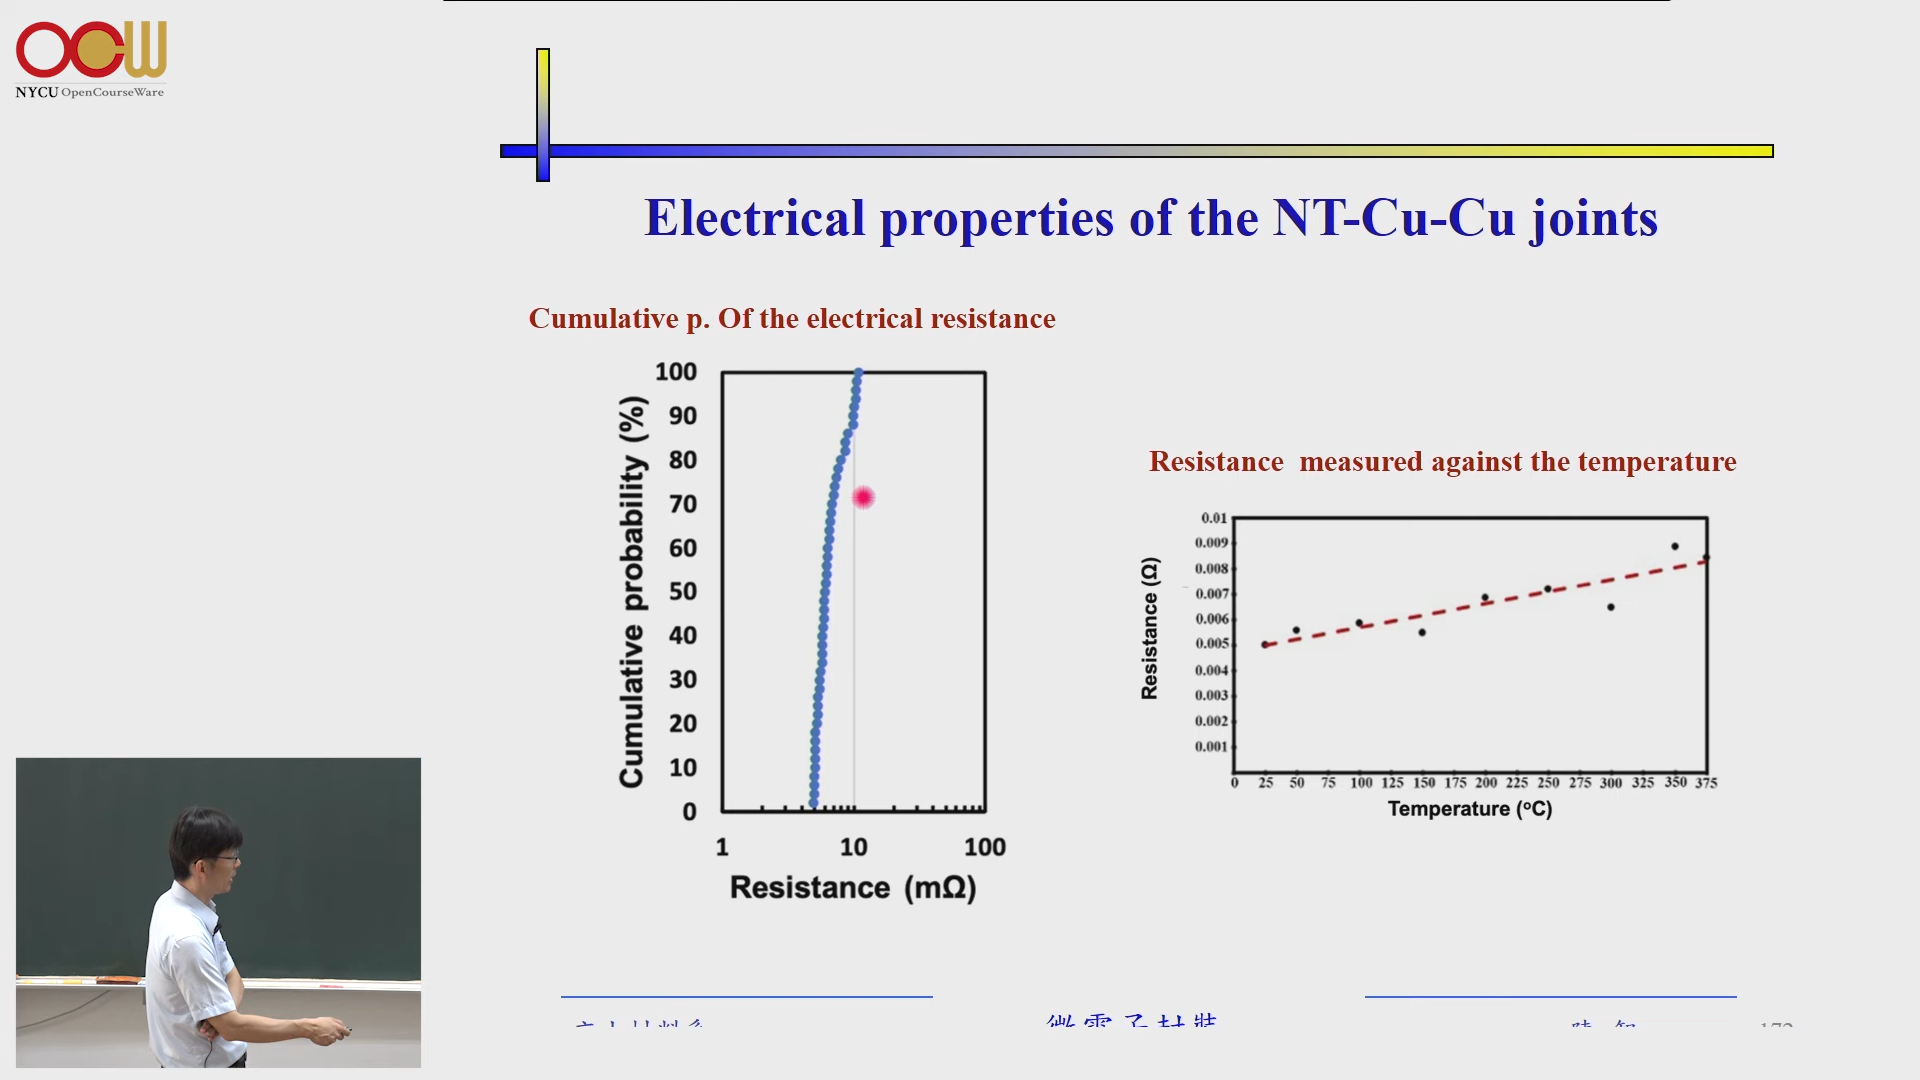 NYCU OpenCourseWare
Electrical properties of the NT-Cu-Cu joints
Cumulative p. Of the electrical resistance
Cumulative probability (%)
100
90
80
70
60
50
40
30
20
10
0
1 10 100
Resistance (mΩ)
Resistance measured against the temperature
Resistance (Ω)
0.01
0.009
0.008
0.007
0.006
0.005
0.004
0.003
0.002
0.001
0 25 50 75 100 125 150 175 200 225 250 275 300 325 350 375
Temperature (°C)
微電子封裝